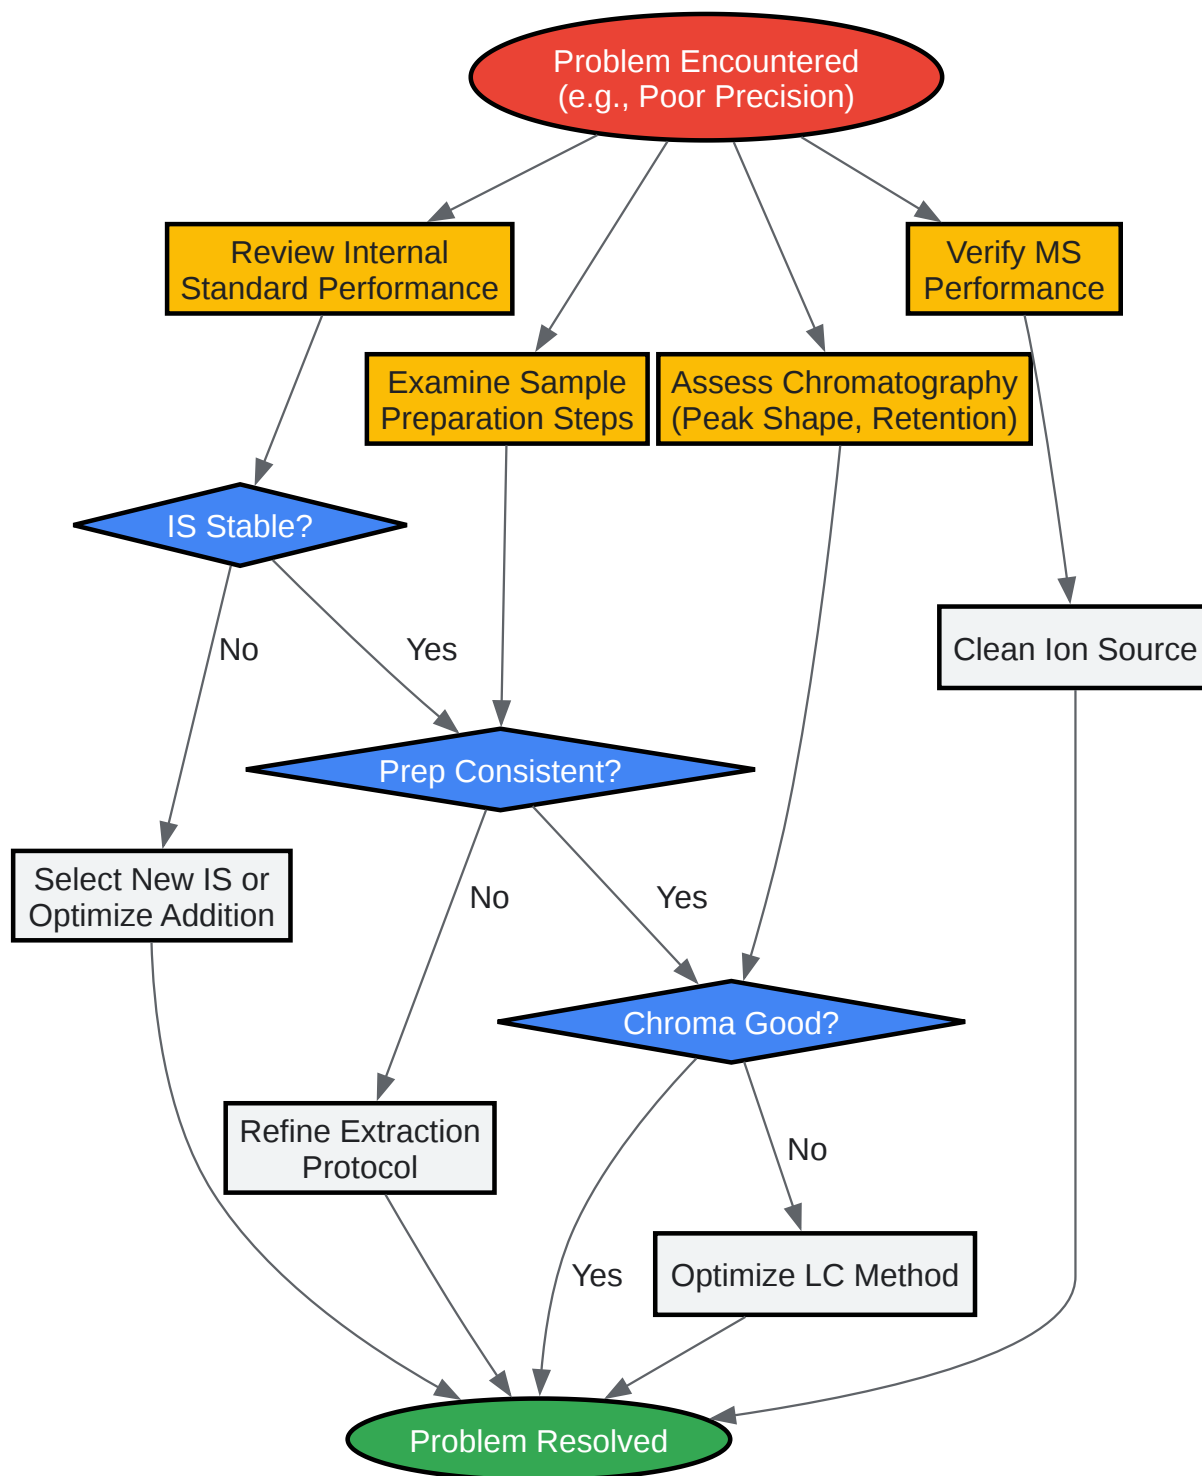 Problem Encountered
(e.g., Poor Precision)
Review Internal
Standard Performance
Verify MS
Performance
Examine Sample
Preparation Steps
Assess Chromatography
(Peak Shape, Retention)
IS Stable?
No
Yes
Clean Ion Source
Prep Consistent?
Select New IS or
Optimize Addition
No
Yes
Chroma Good?
Refine Extraction
Protocol
No
Yes
Optimize LC Method
Problem Resolved